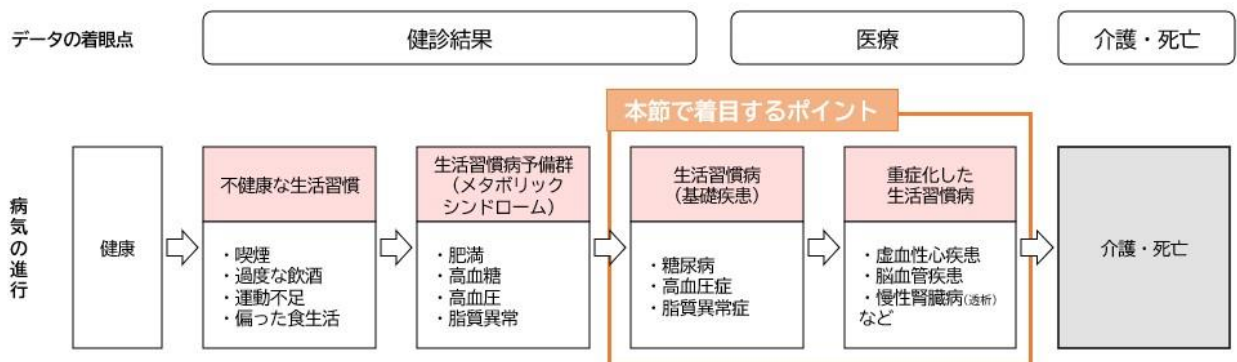 データの着眼点
健診結果
医療
介護・死亡
本節で着目するポイント
病気の進行
健康
不健康な生活習慣
・喫煙
・過度な飲酒
・運動不足
・偏った食生活
生活習慣病予備群
（メタボリック
シンドローム）
・肥満
・高血糖
・高血圧
・脂質異常
生活習慣病
（基礎疾患）
・糖尿病
・高血圧症
・脂質異常症
重症化した
生活習慣病
・虚血性心疾患
・脳血管疾患
・慢性腎臓病(透析)
など
介護・死亡